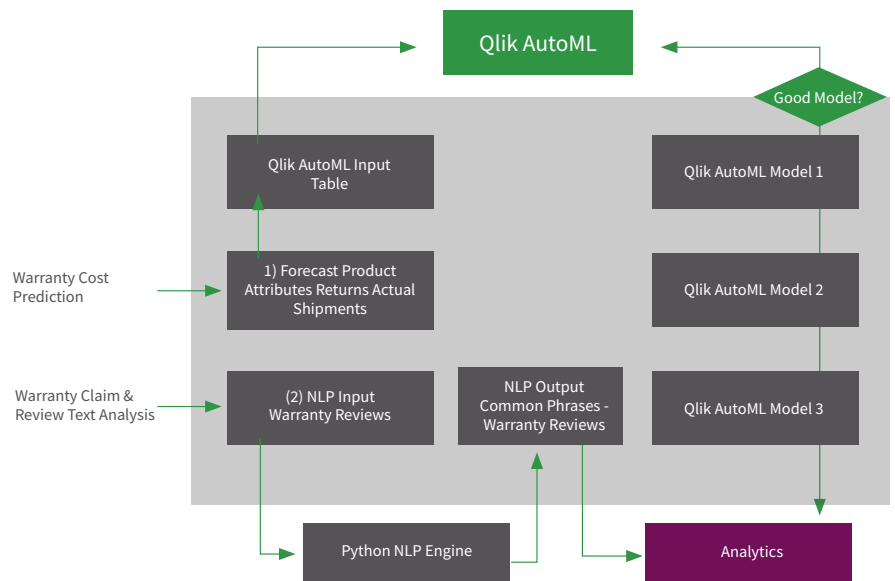 Qlik AutoML
Good Model?
Qlik AutoML Input
Table
Qlik AutoML Model 1
Warranty Cost
Prediction
1) Forecast Product
Attributes Returns Actual
Shipments
Qlik AutoML Model 2
Warranty Claim &
Review Text Analysis
(2) NLP Input
Warranty Reviews
NLP Output
Common Phrases -
Warranty Reviews
Qlik AutoML Model 3
Python NLP Engine
Analytics